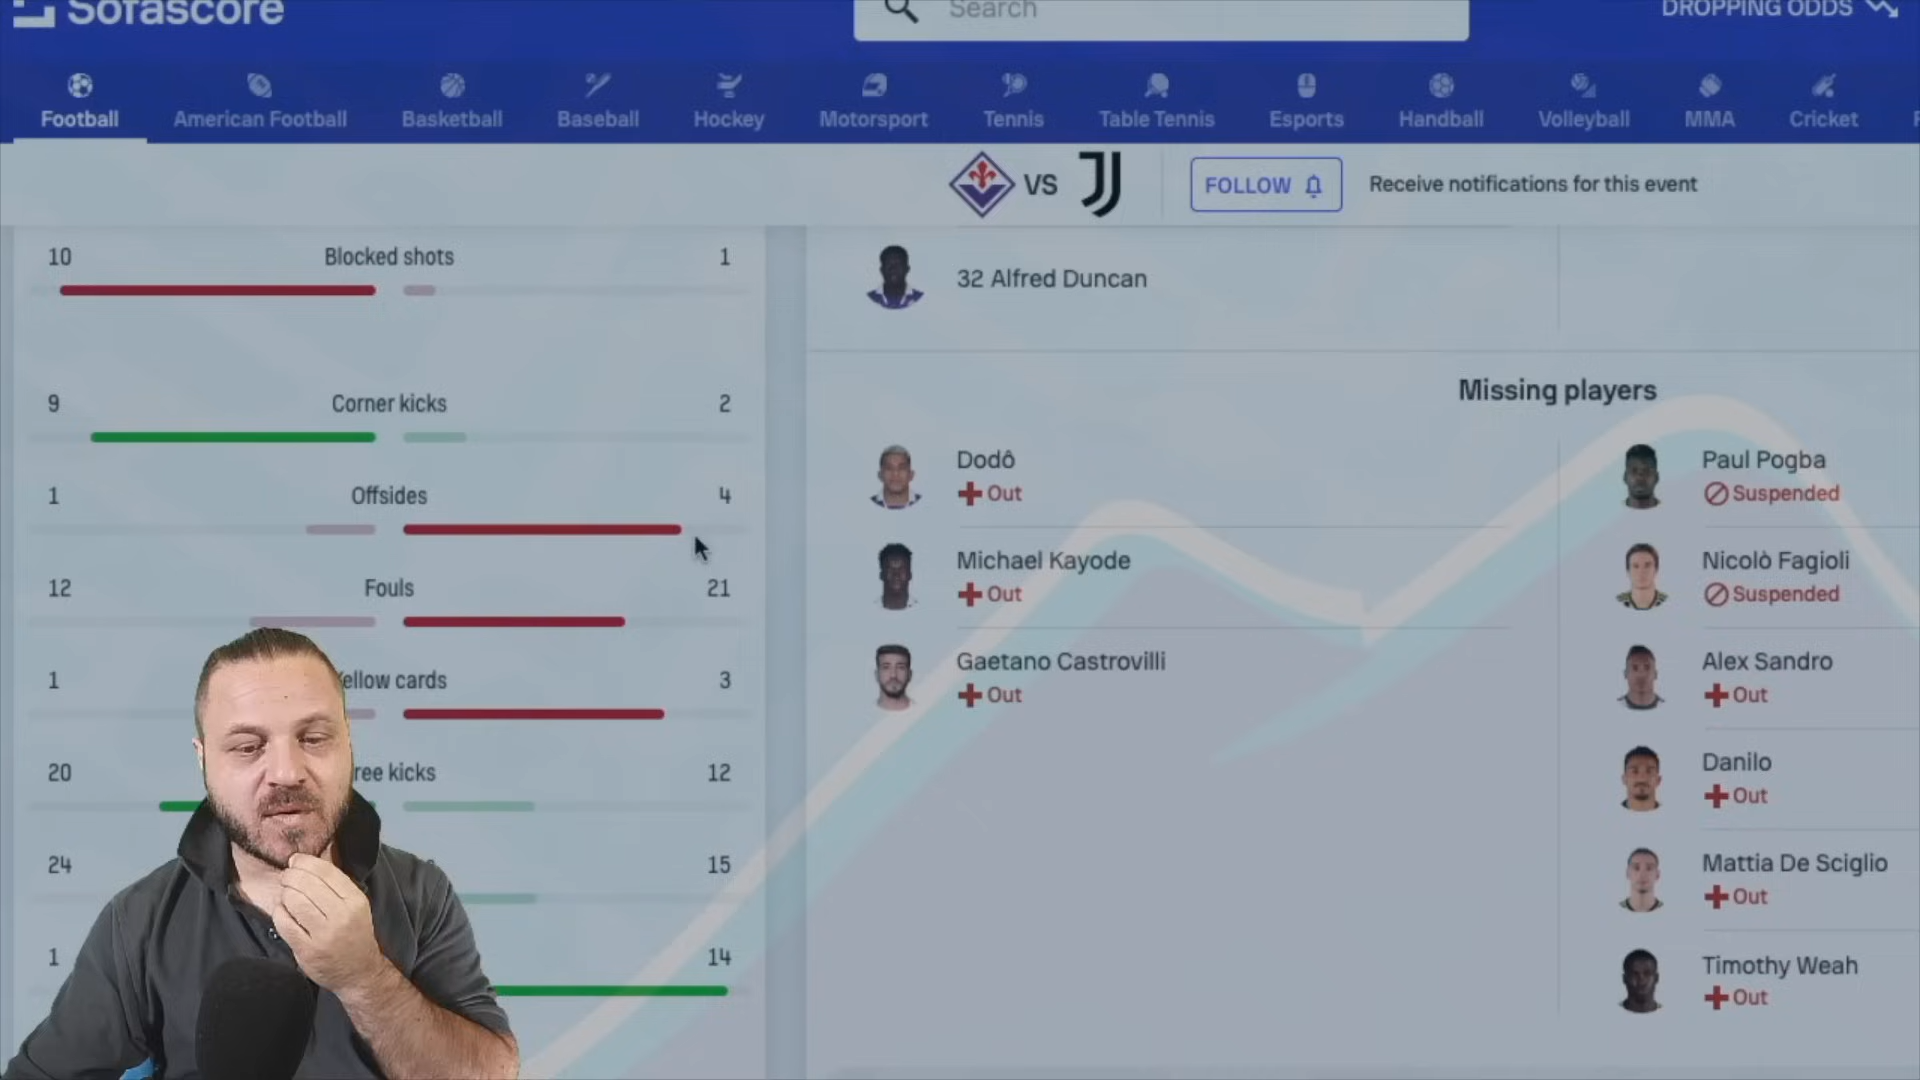 Sofascore
Search
DROPPING ODDS
Football
American Football
Basketball
Baseball
Hockey
Motorsport
Tennis
Table Tennis
Esports
Handball
Volleyball
MMA
Cricket
VS
FOLLOW
Receive notifications for this event
10 Blocked shots 1
9 Corner kicks 2
1 Offsides 4
12 Fouls 21
1 ellow cards 3
20 ree kicks 12
24 15
1 14
32 Alfred Duncan
Missing players
Dodô
Out
Michael Kayode
Out
Gaetano Castrovilli
Out
Paul Pogba
Suspended
Nicolò Fagioli
Suspended
Alex Sandro
Out
Danilo
Out
Mattia De Sciglio
Out
Timothy Weah
Out